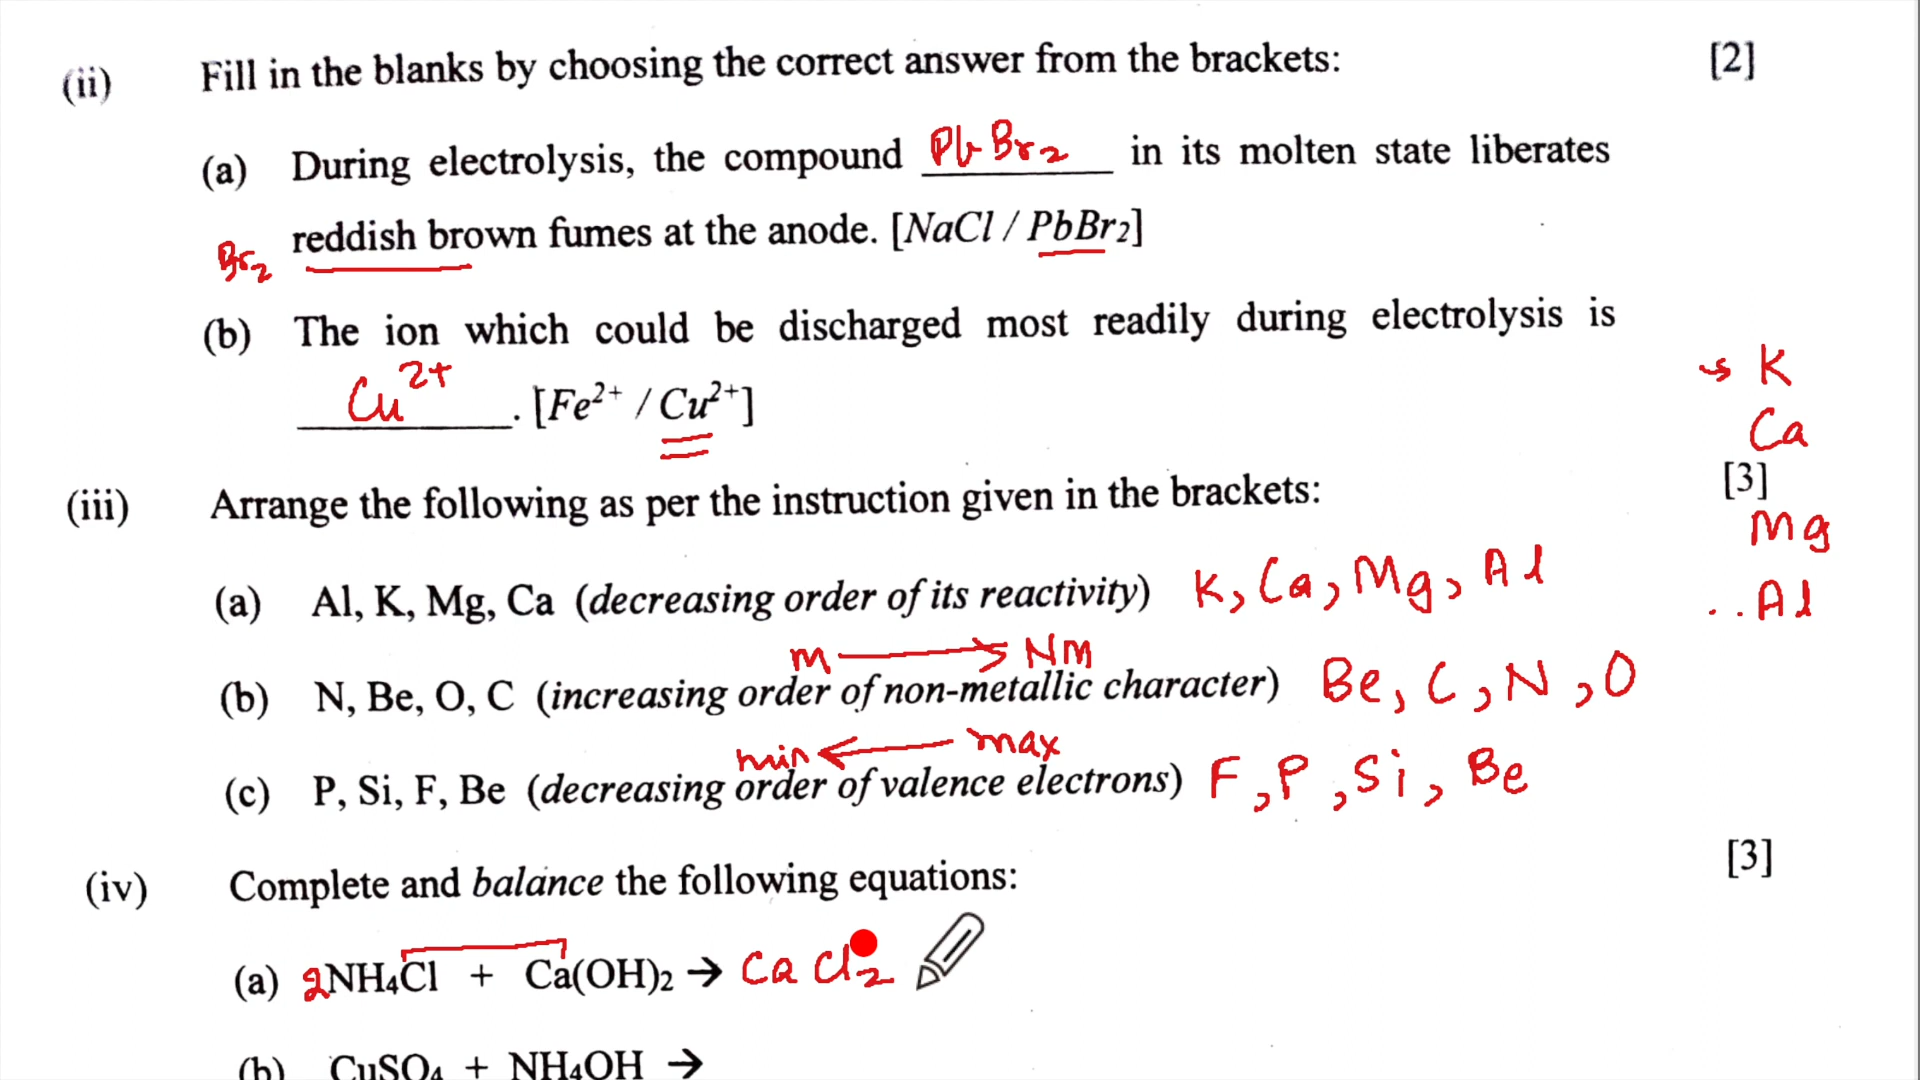 (ii) Fill in the blanks by choosing the correct answer from the brackets: [2]
(a) During electrolysis, the compound PbBr2 in its molten state liberates
Br2 reddish brown fumes at the anode. [NaCl / PbBr2]
(b) The ion which could be discharged most readily during electrolysis is
Cu2+ . [Fe2+ / Cu2+]
K
Ca
(iii) Arrange the following as per the instruction given in the brackets: [3]
Mg
(a) Al, K, Mg, Ca (decreasing order of its reactivity) K, Ca, Mg, Al
..Al
M → NM
(b) N, Be, O, C (increasing order of non-metallic character) Be, C, N, O
min ← max
(c) P, Si, F, Be (decreasing order of valence electrons) F, P, Si, Be
(iv) Complete and balance the following equations: [3]
(a) 2NH4Cl + Ca(OH)2 → CaCl2
(b) CuSO4 + NH4OH →